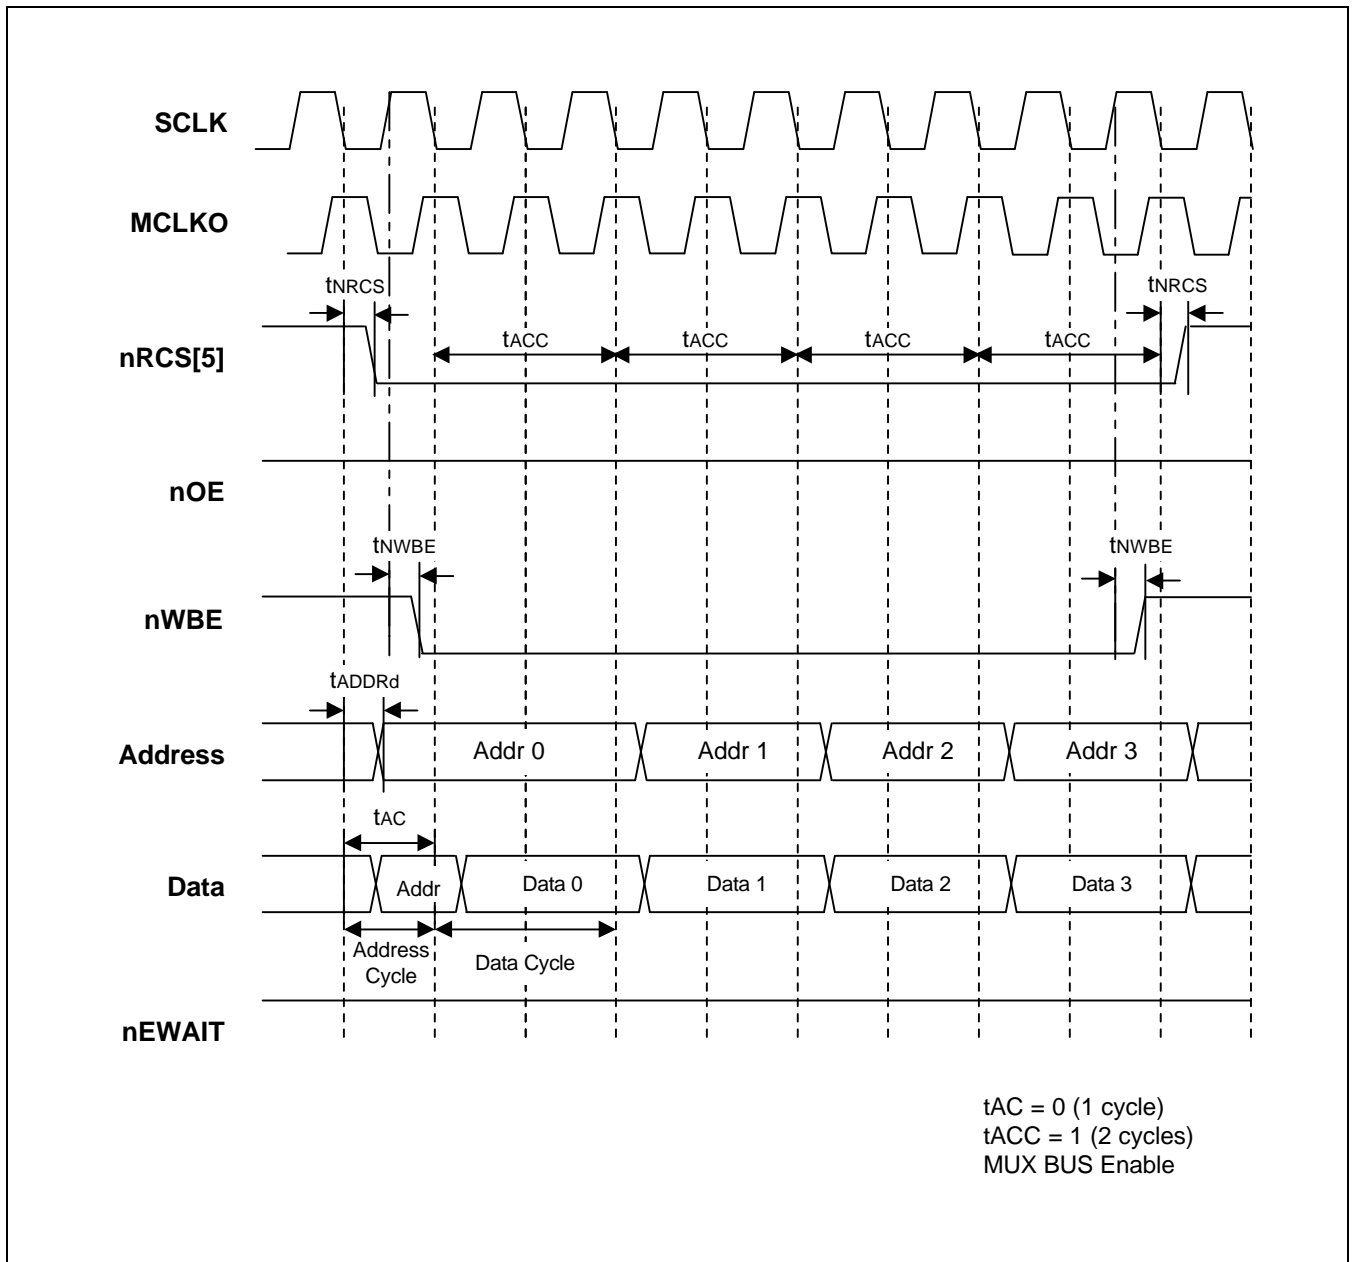 SCLK
MCLKO
tNRCS
tNRCS
nRCS[5]
tACC
tACC
tACC
tACC
nOE
tNWBE
tNWBE
nWBE
tADDRd
Address
Addr 0
Addr 1
Addr 2
Addr 3
tAC
Data
Addr
Data 0
Data 1
Data 2
Data 3
Address
Cycle
Data Cycle
nEWAIT
tAC = 0 (1 cycle)
tACC = 1 (2 cycles)
MUX BUS Enable